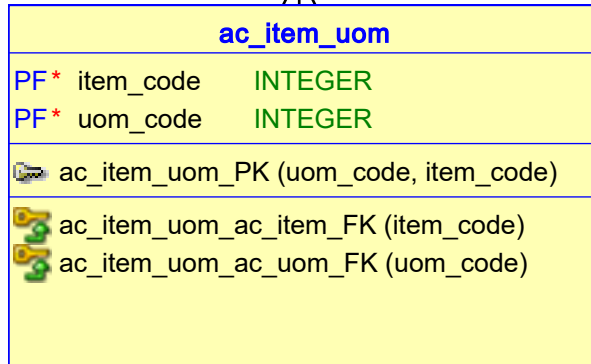 ac_item_uom
PF* item_code INTEGER
PF* uom_code INTEGER
ac_item_uom_PK (uom_code, item_code)
ac_item_uom_ac_item_FK (item_code)
ac_item_uom_ac_uom_FK (uom_code)